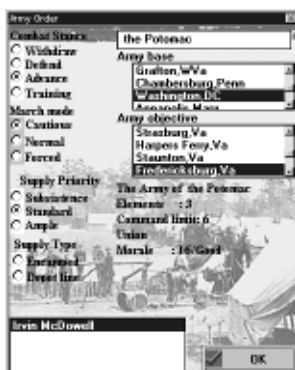 Army Order
Combat Stance
Withdraw
Defend
Advance
Training
March mode
Cautious
Normal
Forced
Supply Priority
Subsistence
Standard
Ample
Supply Type
Encamped
Depot line
Irvin McDowell
the Potomac
Army base
Grafton,WVa
Chambersburg,Penn
Washington,DC
Annapolis,Mary
Army objective
Strasburg,Va
Harpers Ferry,Va
Staunton,Va
Fredericksburg,Va
The Army of the Potomac
Elements : 3
Command limit: 6
Union
Morale : 16/Good
OK